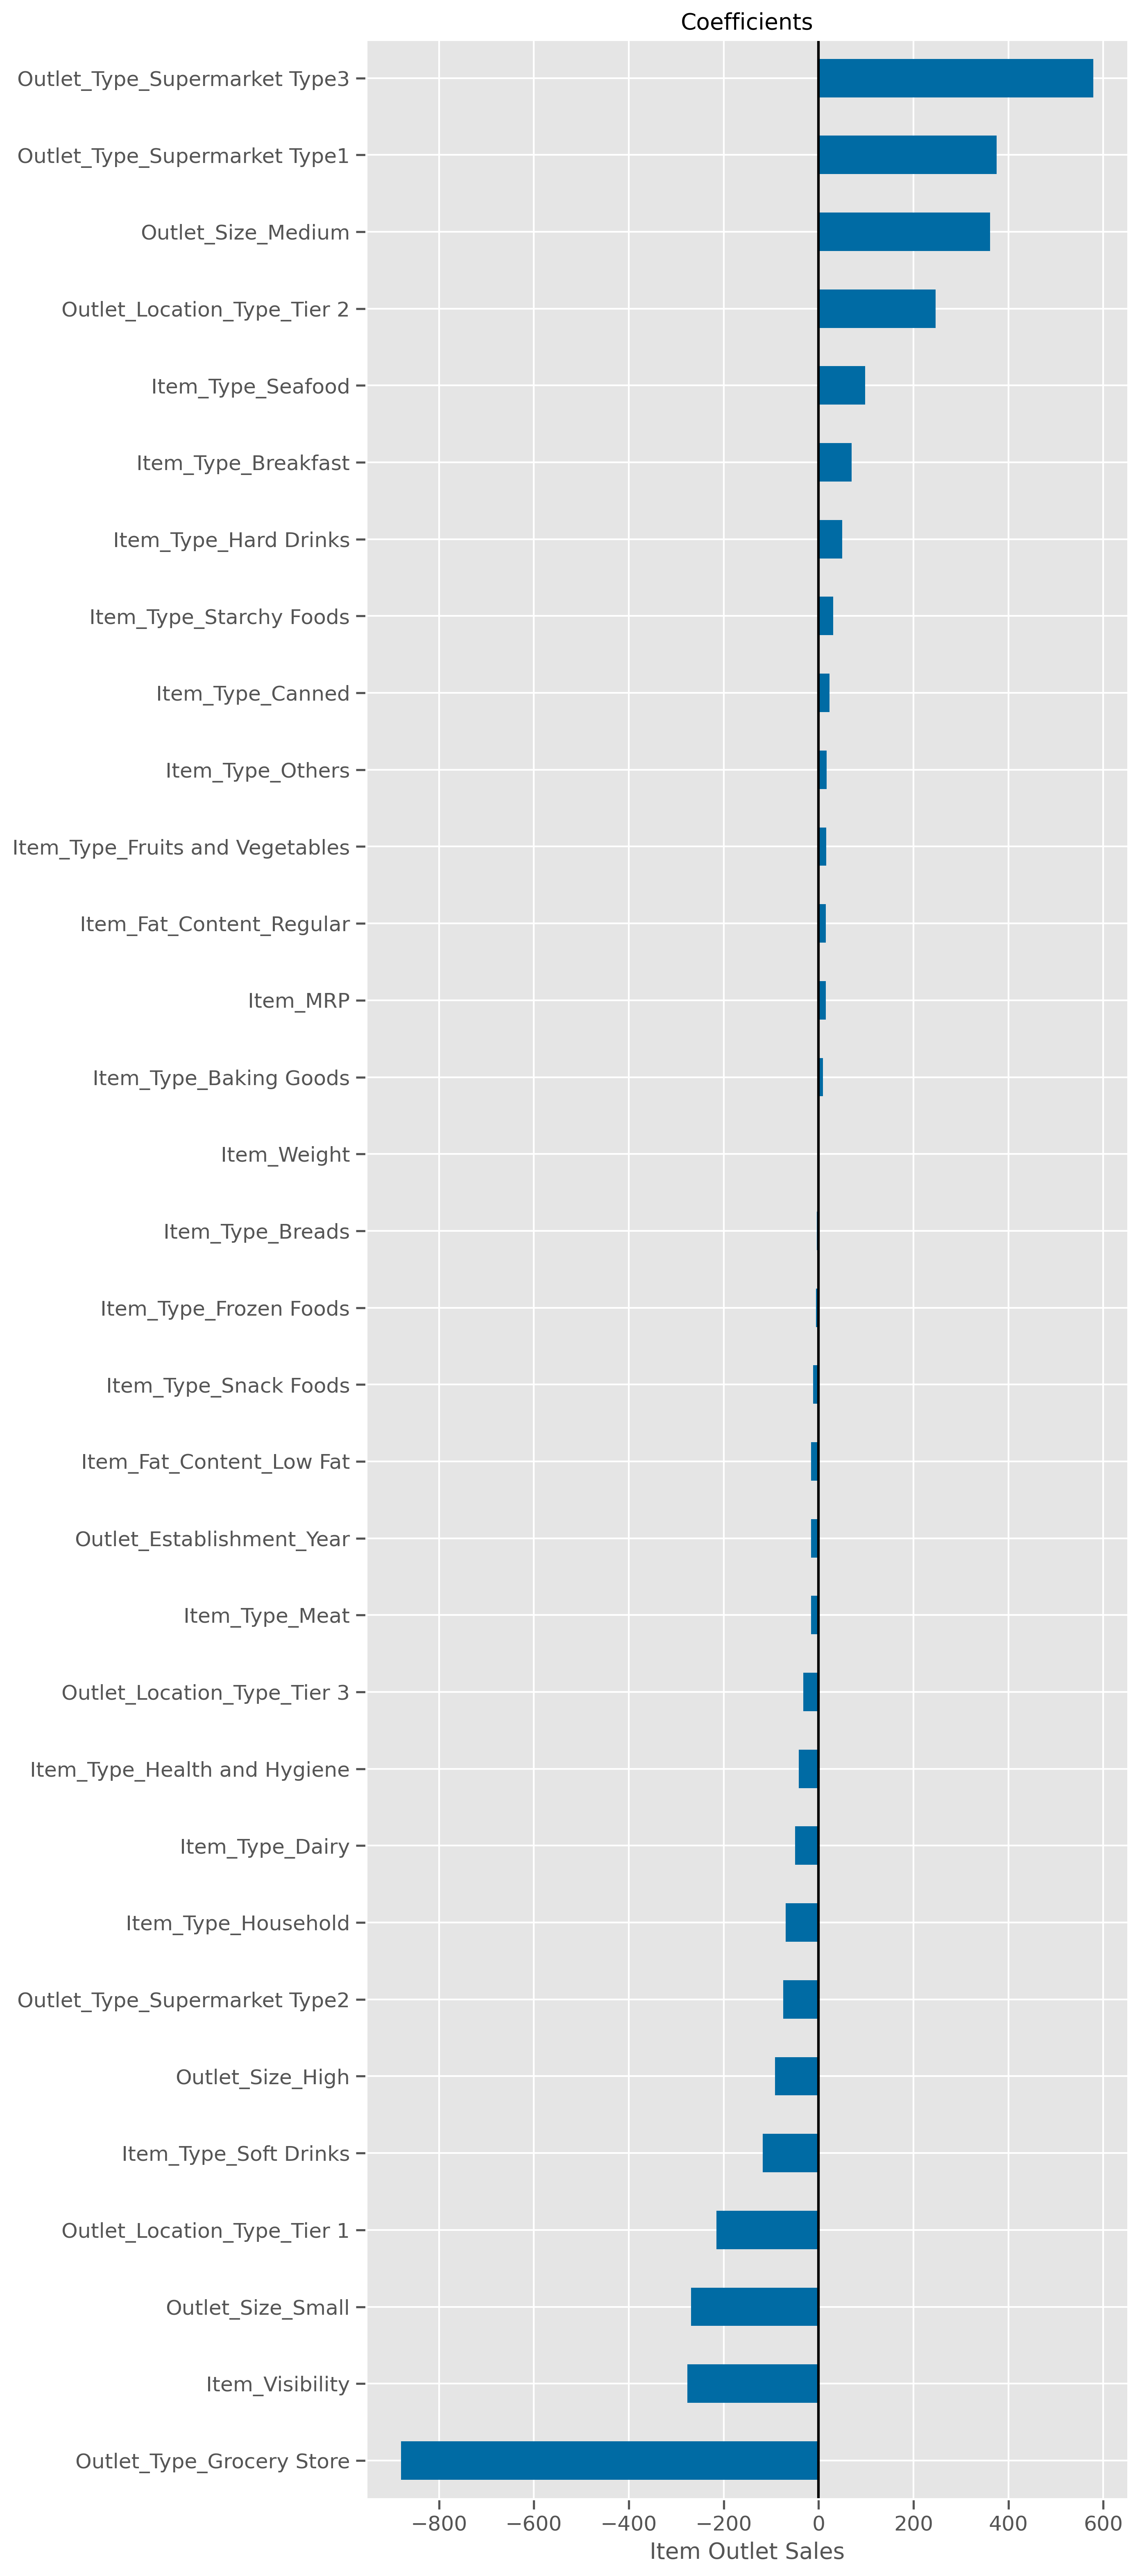 Coefficients
Outlet_Type_Supermarket Type3
Outlet_Type_Supermarket Type1
Outlet_Size_Medium
Outlet_Location_Type_Tier 2
Item_Type_Seafood
Item_Type_Breakfast
Item_Type_Hard Drinks
Item_Type_Starchy Foods
Item_Type_Canned
Item_Type_Others
Item_Type_Fruits and Vegetables
Item_Fat_Content_Regular
Item_MRP
Item_Type_Baking Goods
Item_Weight
Item_Type_Breads
Item_Type_Frozen Foods
Item_Type_Snack Foods
Item_Fat_Content_Low Fat
Outlet_Establishment_Year
Item_Type_Meat
Outlet_Location_Type_Tier 3
Item_Type_Health and Hygiene
Item_Type_Dairy
Item_Type_Household
Outlet_Type_Supermarket Type2
Outlet_Size_High
Item_Type_Soft Drinks
Outlet_Location_Type_Tier 1
Outlet_Size_Small
Item_Visibility
Outlet_Type_Grocery Store
−800 −600 −400 −200 0 200 400 600
Item Outlet Sales